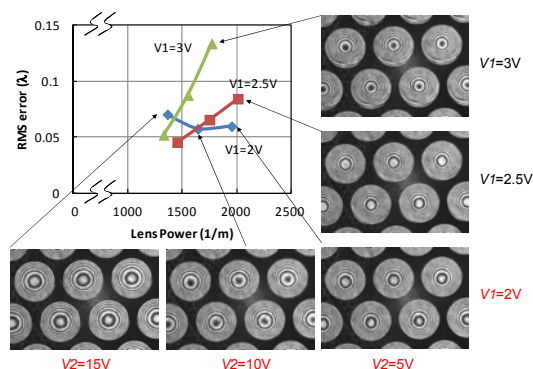 0.15
0.1
0.05
0
RMS error (λ)
V1=3V
V1=2.5V
V1=2V
0 1000 1500 2000 2500
Lens Power (1/m)
V1=3V
V1=2.5V
V1=2V
V2=15V V2=10V V2=5V